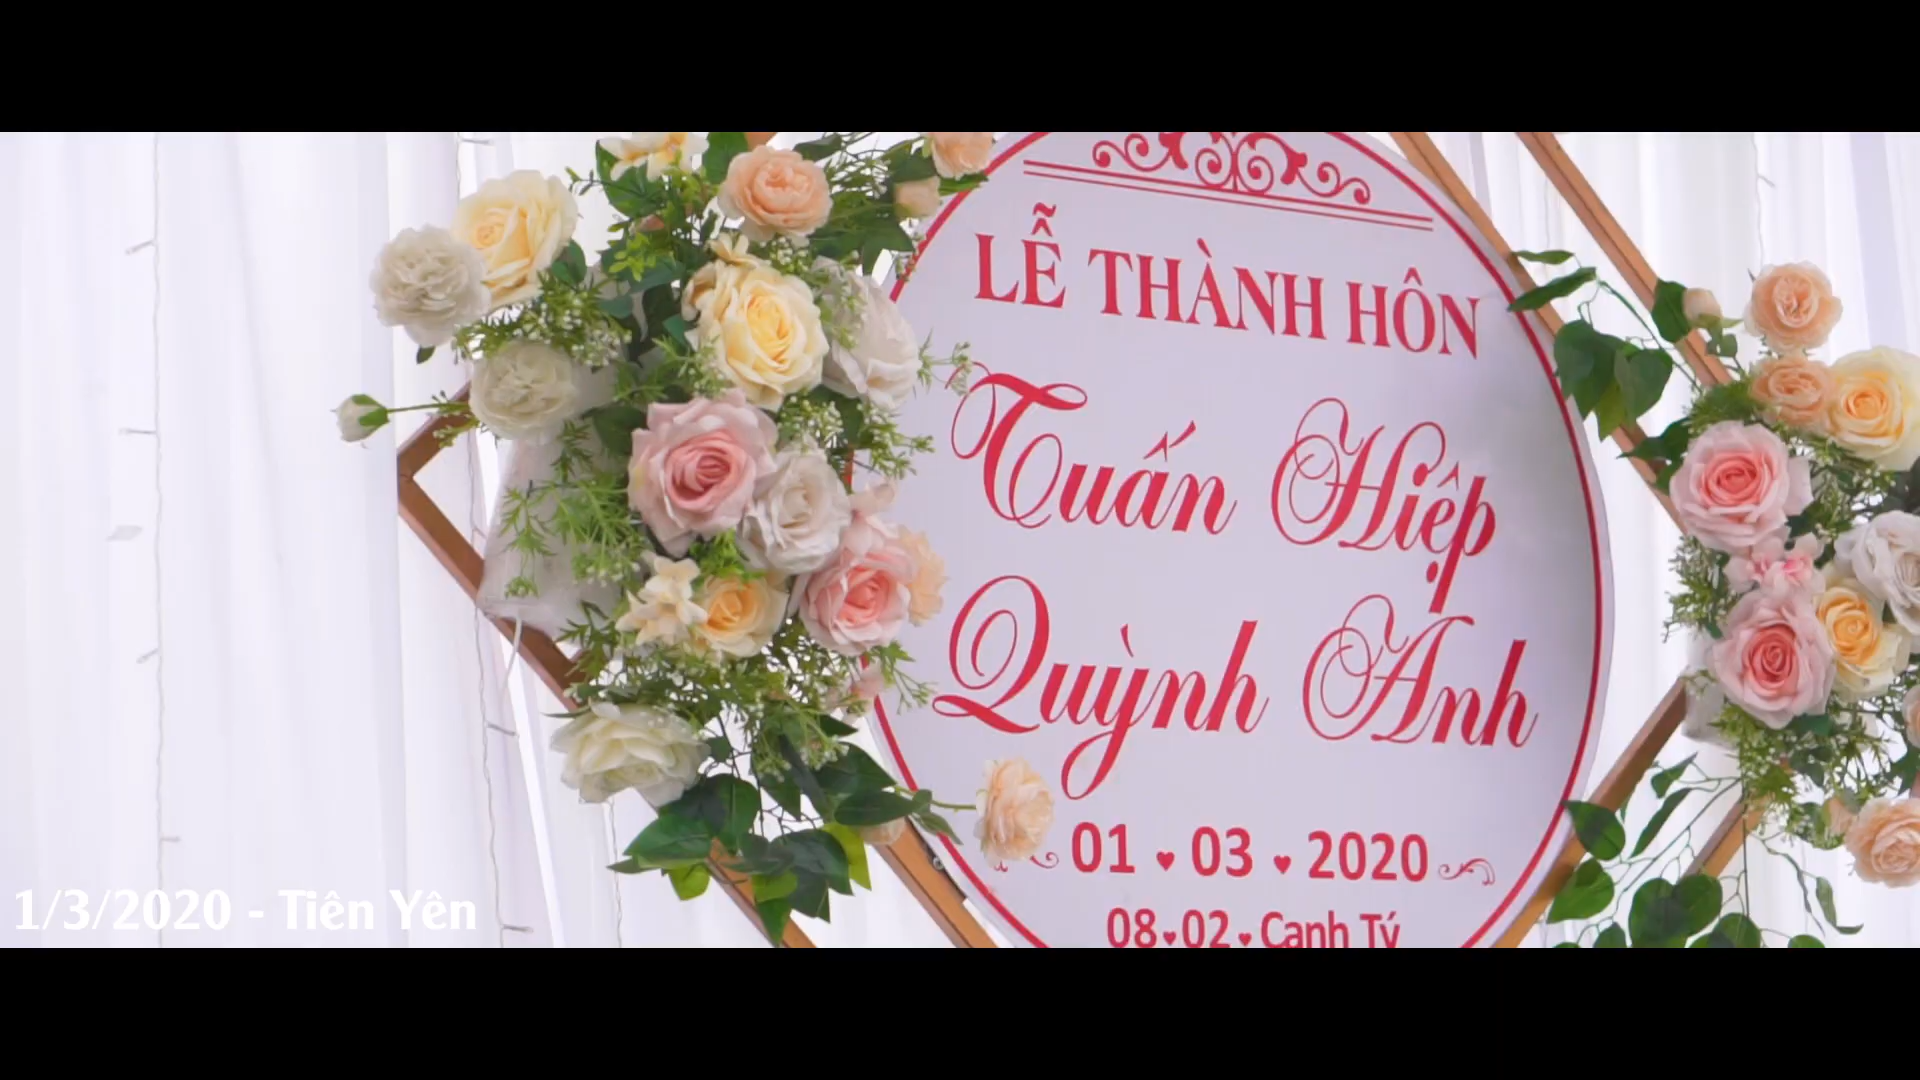 LỄ THÀNH HÔN
Tuấn Hiệp
Quỳnh Anh
01 ♥ 03 ♥ 2020
08 ♥ 02 ♥ Canh Tý
1/3/2020 - Tiên Yên